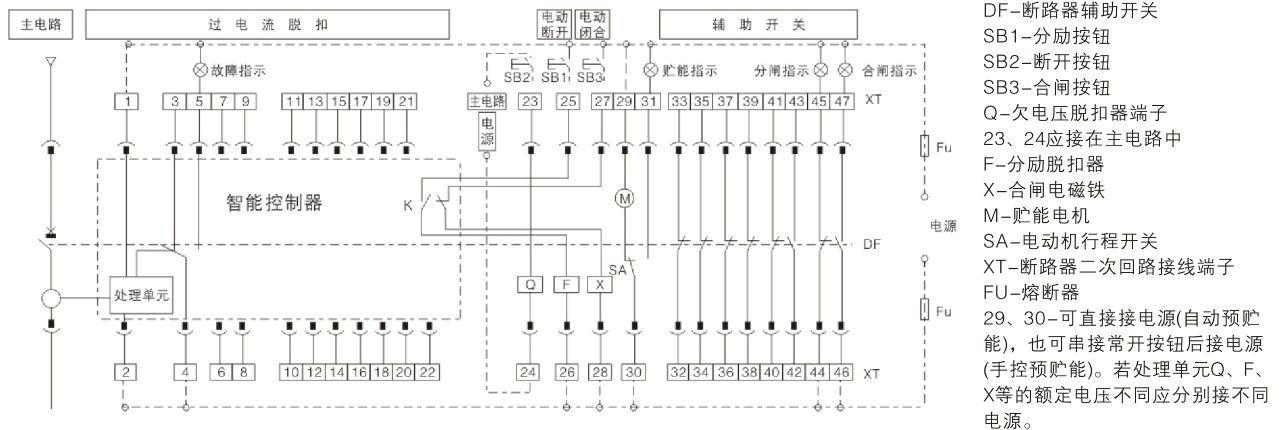 主电路
过电流脱扣
电动断开
电动闭合
辅助开关
故障指示
SB2
SB1
SB3
贮能指示
分闸指示
合闸指示
1 3 5 7 9 11 13 15 17 19 21 主电路 23 25 27 29 31 33 35 37 39 41 43 45 47 XT
电源
Fu
智能控制器
K
M
电源
DF
SA
处理单元
Q F X
Fu
2 4 6 8 10 12 14 16 18 20 22 24 26 28 30 32 34 36 38 40 42 44 46 XT
DF-断路器辅助开关
SB1-分励按钮
SB2-断开按钮
SB3-合闸按钮
Q-欠电压脱扣器端子
23、24应接在主电路中
F-分励脱扣器
X-合闸电磁铁
M-贮能电机
SA-电动机行程开关
XT-断路器二次回路接线端子
FU-熔断器
29、30-可直接接电源(自动预贮
能)，也可串接常开按钮后接电源
(手控预贮能)。若处理单元Q、F、
X等的额定电压不同应分别接不同
电源。